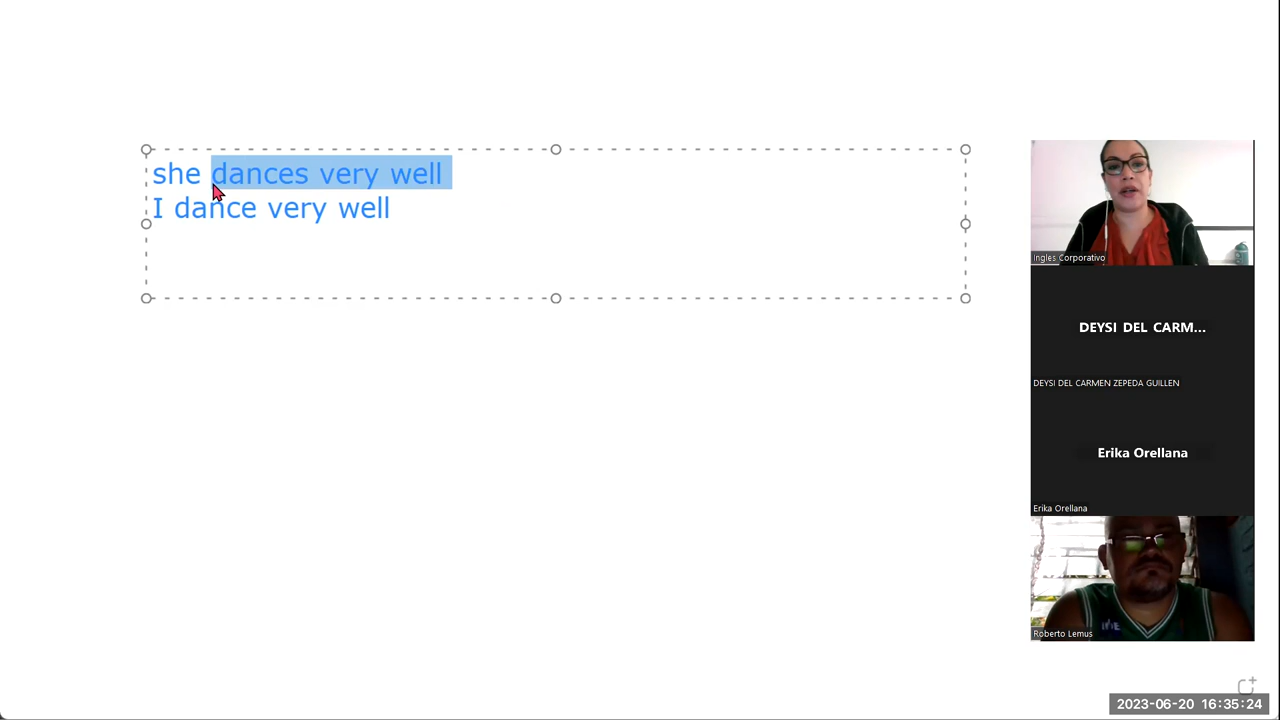 she dances very well
I dance very well
Ingles Corporativo
DEYSI DEL CARM...
DEYSI DEL CARMEN ZEPEDA GUILLEN
Erika Orellana
Erika Orellana
Roberto Lemus
2023-06-20 16:35:24